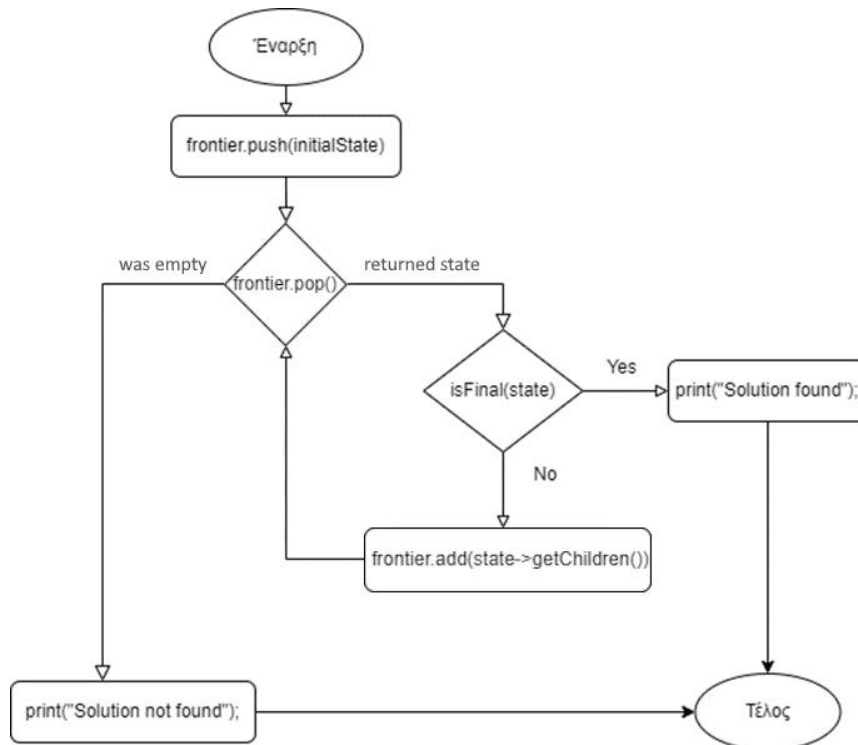 Έναρξη
frontier.push(initialState)
was empty
returned state
frontier.pop()
Yes
isFinal(state)
print("Solution found");
No
frontier.add(state->getChildren())
print("Solution not found");
Τέλος